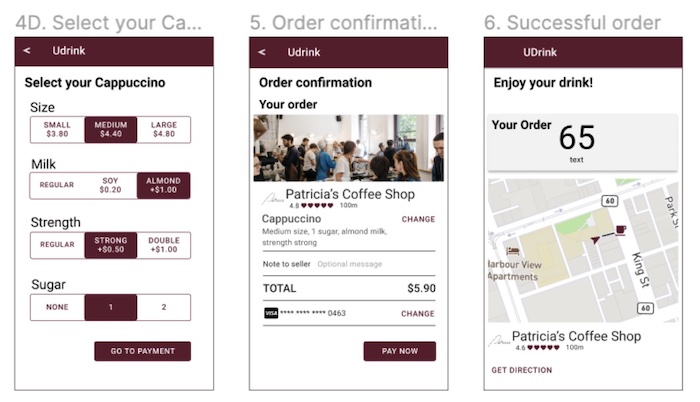 4D. Select your Ca...
<
Udrink
Select your Cappuccino
Size
SMALL
$3.80
MEDIUM
$4.40
LARGE
$4.80
Milk
REGULAR
SOY
$0.20
ALMOND
+$1.00
Strength
REGULAR
STRONG
+$0.50
DOUBLE
+$1.00
Sugar
NONE
1
2
GO TO PAYMENT
5. Order confirmati...
<
Udrink
Order confirmation
Your order
Patricia's Coffee Shop
4.8 100m
Cappuccino
CHANGE
Medium size, 1 sugar, almond milk,
strength strong
Note to seller Optional message
TOTAL $5.90
VISA **** **** **** 0463 CHANGE
PAY NOW
6. Successful order
UDrink
Enjoy your drink!
Your Order
65
text
60
Park St
King St
Harbour View
Apartments
60
Patricia's Coffee Shop
4.6 100m
GET DIRECTION